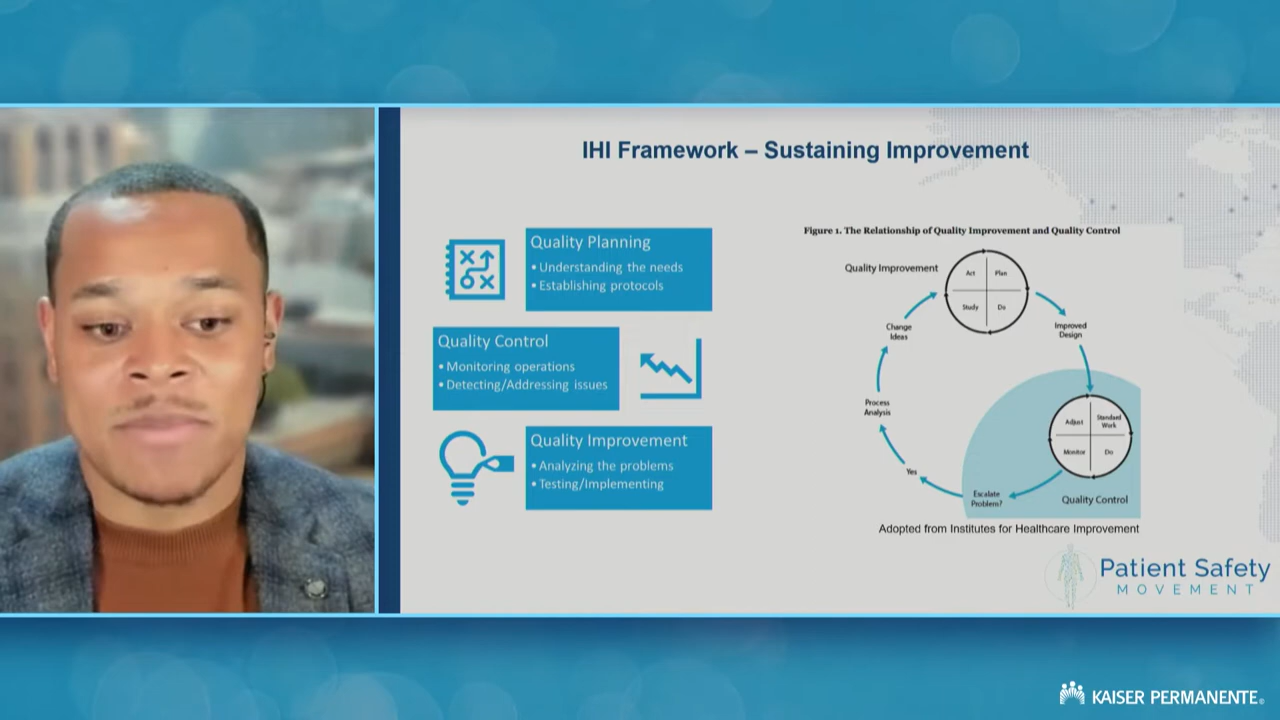 IHI Framework – Sustaining Improvement
Quality Planning
• Understanding the needs
• Establishing protocols
Quality Control
• Monitoring operations
• Detecting/Addressing issues
Quality Improvement
• Analyzing the problems
• Testing/Implementing
Figure 1. The Relationship of Quality Improvement and Quality Control
Quality Improvement
Act
Plan
Study
Do
Improved
Design
Adjust
Standard
Work
Monitor
Do
Quality Control
Escalate
Problem?
Yes
Process
Analysis
Change
Ideas
Adopted from Institutes for Healthcare Improvement
Patient Safety
MOVEMENT
KAISER PERMANENTE®